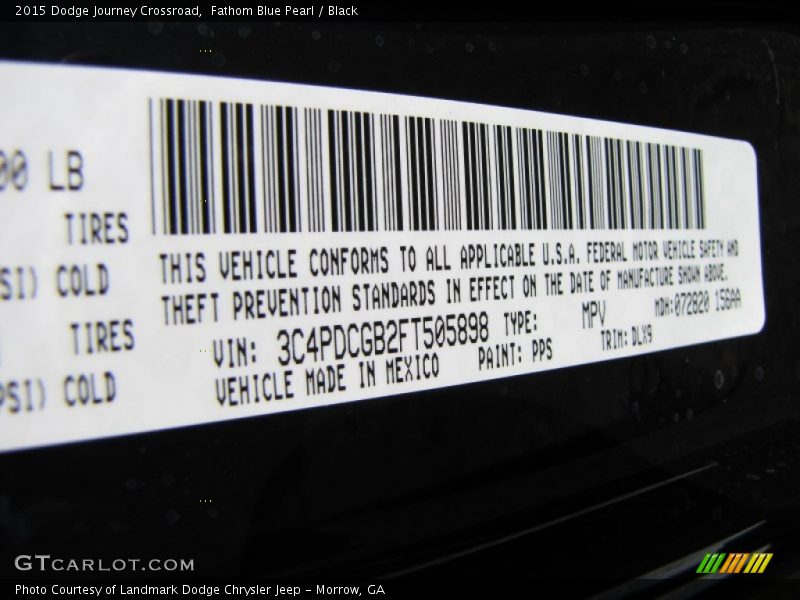 2015 Dodge Journey Crossroad, Fathom Blue Pearl / Black
00 LB
TIRES
SI) COLD
TIRES
PSI) COLD
THIS VEHICLE CONFORMS TO ALL APPLICABLE U.S.A. FEDERAL MOTOR VEHICLE SAFETY AND
THEFT PREVENTION STANDARDS IN EFFECT ON THE DATE OF MANUFACTURE SHOWN ABOVE.
VIN: 3C4PDCGB2FT505898 TYPE: MPV MDH:072820 156AA
VEHICLE MADE IN MEXICO PAINT: PPS TRIM: DLX9
GTCARLOT.COM
Photo Courtesy of Landmark Dodge Chrysler Jeep - Morrow, GA